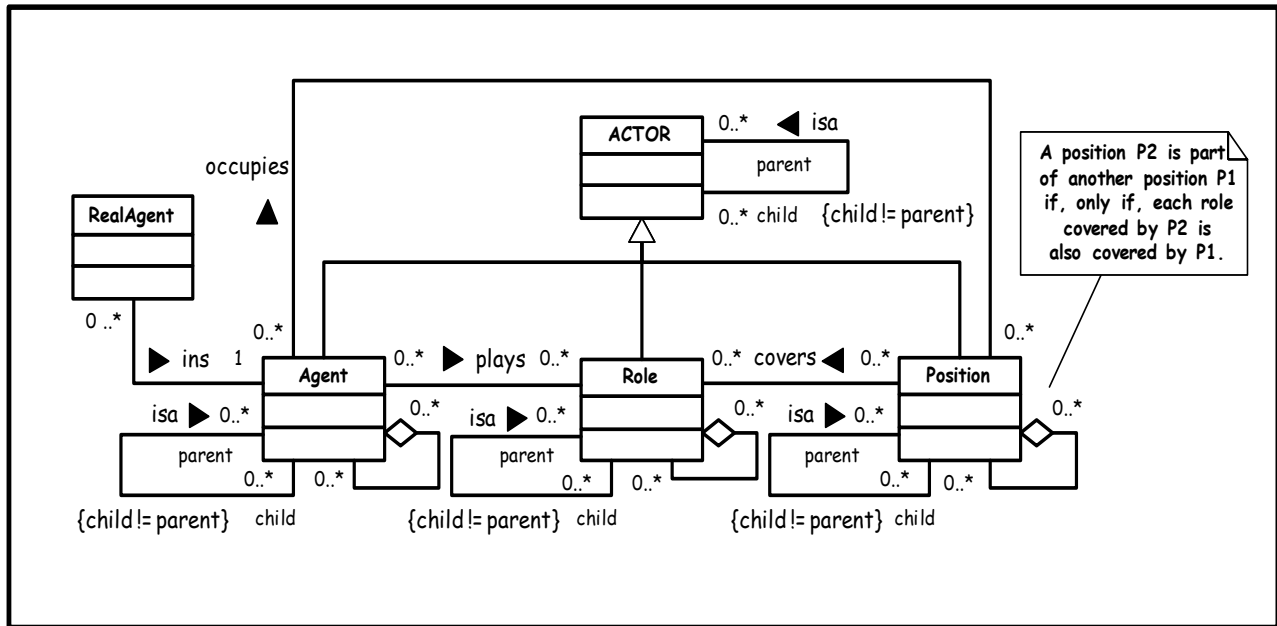 ACTOR
0..*
isa
parent
0..* child
{child != parent}
A position P2 is part
of another position P1
if, only if, each role
covered by P2 is
also covered by P1.
occupies
RealAgent
0 ..*
ins 1
0..*
0..*
Agent
0..* plays 0..*
Role
0..* covers 0..*
Position
isa 0..*
0..*
parent
0..* 0..*
{child != parent} child
isa 0..*
0..*
parent
0..* 0..*
{child != parent} child
isa 0..*
0..*
parent
0..* 0..*
{child != parent} child